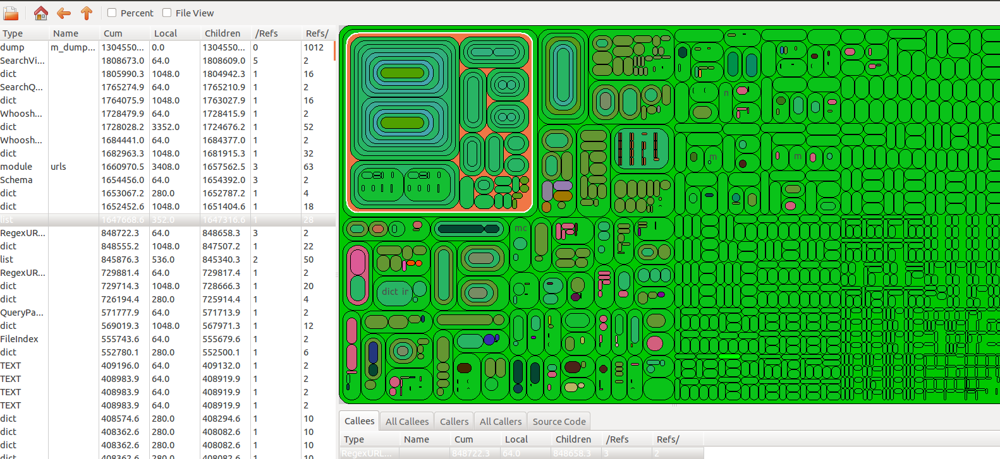 Percent File View
Type Name Cum Local Children /Refs Refs/
dump m_dump... 1304550... 0.0 1304550... 0 1012
SearchVi... 1808673.0 64.0 1808609.0 5 2
dict 1805990.3 1048.0 1804942.3 1 16
SearchQ... 1765274.9 64.0 1765210.9 1 2
dict 1764075.9 1048.0 1763027.9 1 16
Whoosh... 1728479.9 64.0 1728415.9 1 2
dict 1728028.2 3352.0 1724676.2 1 52
Whoosh... 1684441.0 64.0 1684377.0 1 2
dict 1682963.3 1048.0 1681915.3 1 32
module urls 1660970.5 3408.0 1657562.5 3 63
Schema 1654456.0 64.0 1654392.0 3 2
dict 1653067.2 280.0 1652787.2 1 4
dict 1652452.6 1048.0 1651404.6 1 18
list 1647668.6 352.0 1647316.6 1 28
RegexUR... 848722.3 64.0 848658.3 3 2
dict 848555.2 1048.0 847507.2 1 22
list 845876.3 536.0 845340.3 2 50
RegexUR... 729881.4 64.0 729817.4 1 2
dict 729714.3 1048.0 728666.3 1 20
dict 726194.4 280.0 725914.4 1 4
QueryPa... 571777.9 64.0 571713.9 1 2
dict 569019.3 1048.0 567971.3 1 12
FileIndex 555743.6 64.0 555679.6 1 2
dict 552780.1 280.0 552500.1 1 6
TEXT 409196.0 64.0 409132.0 1 2
TEXT 408983.9 64.0 408919.9 1 2
TEXT 408983.9 64.0 408919.9 1 2
TEXT 408983.9 64.0 408919.9 1 2
dict 408574.6 280.0 408294.6 1 10
dict 408362.6 280.0 408082.6 1 10
dict 408362.6 280.0 408082.6 1 10
dict 408362.6 280.0 408082.6 1 10
n
m m
mc
dict in
Callees All Callees Callers All Callers Source Code
Type Name Cum Local Children /Refs Refs/
RegexURL... 848722.3 64.0 848658.3 3 2